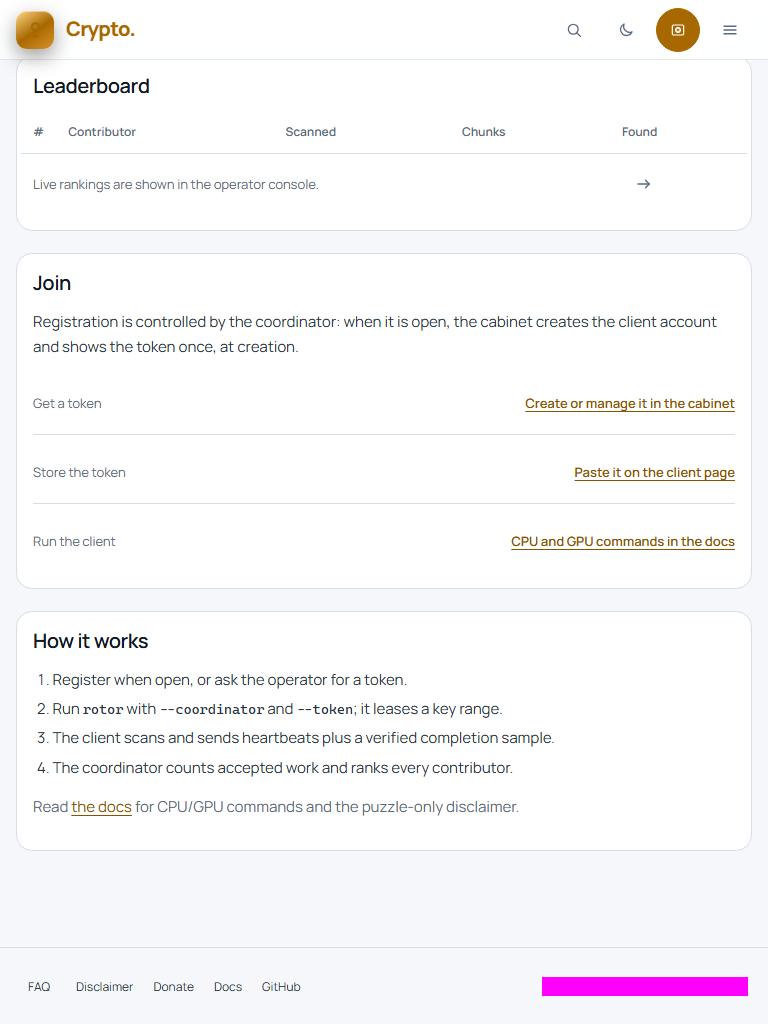 Crypto.
Leaderboard
# Contributor Scanned Chunks Found
Live rankings are shown in the operator console. →
Join
Registration is controlled by the coordinator: when it is open, the cabinet creates the client account
and shows the token once, at creation.
Get a token Create or manage it in the cabinet
Store the token Paste it on the client page
Run the client CPU and GPU commands in the docs
How it works
1. Register when open, or ask the operator for a token.
2. Run rotor with --coordinator and --token; it leases a key range.
3. The client scans and sends heartbeats plus a verified completion sample.
4. The coordinator counts accepted work and ranks every contributor.
Read the docs for CPU/GPU commands and the puzzle-only disclaimer.
FAQ Disclaimer Donate Docs GitHub